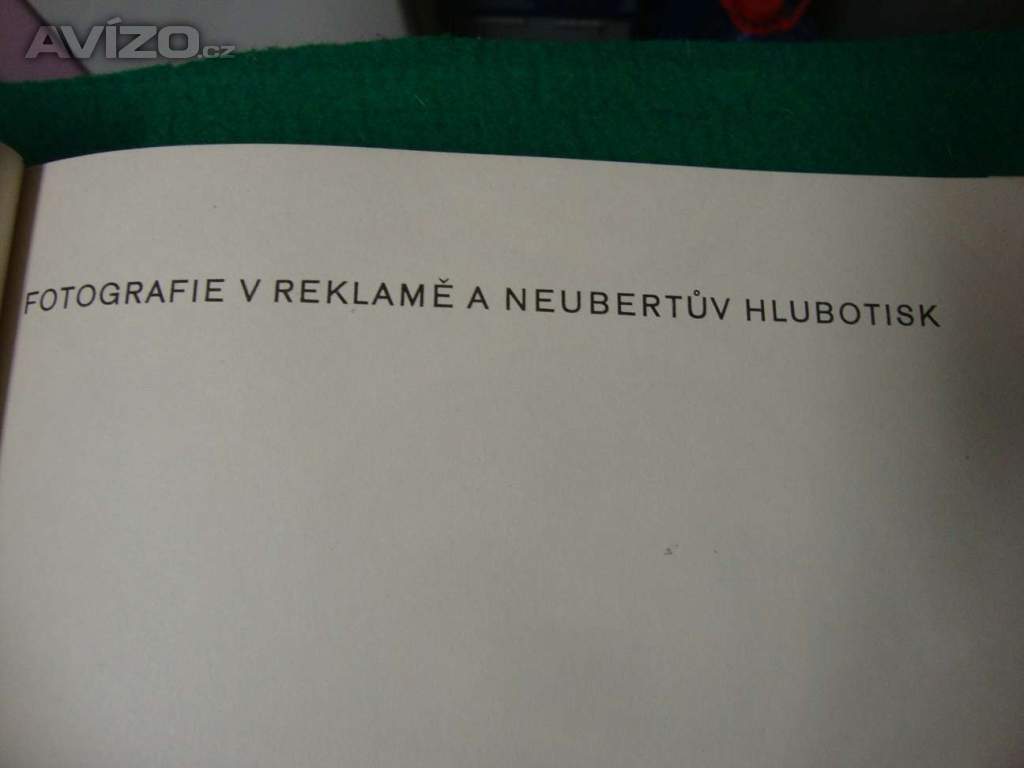 AVÍZO.cz
FOTOGRAFIE V REKLAMĚ A NEUBERTŮV HLUBOTISK